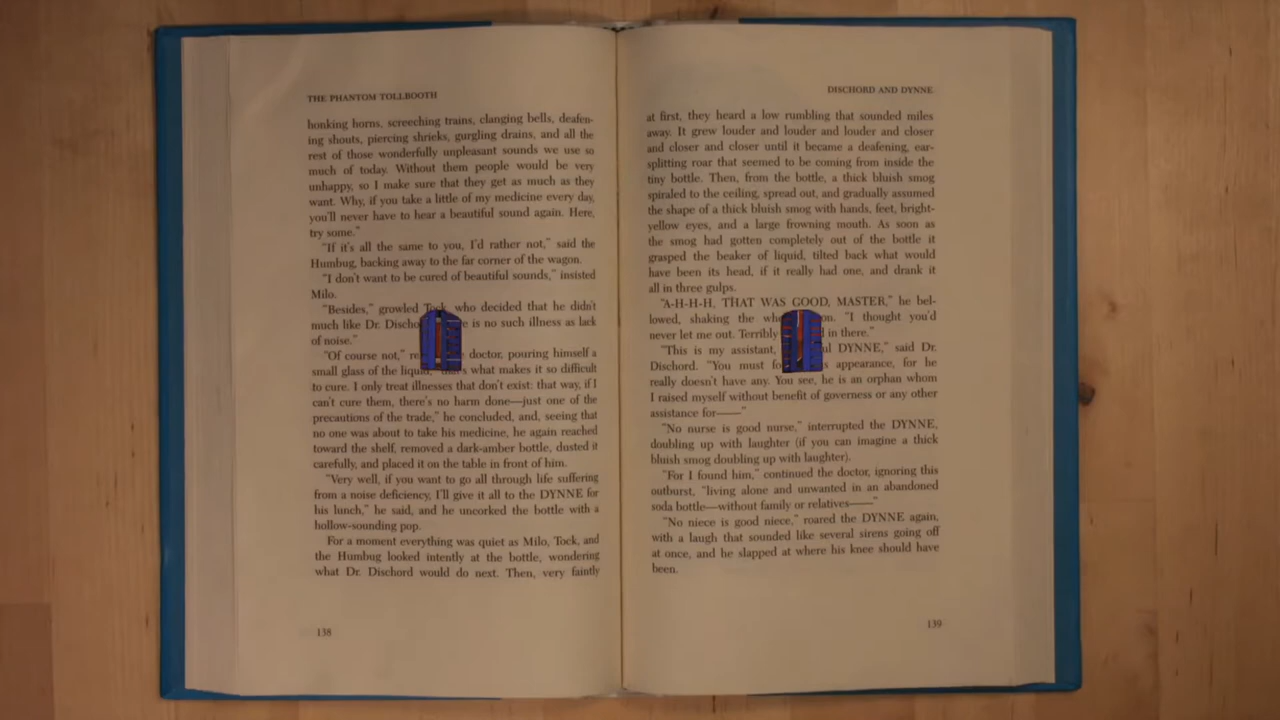 THE PHANTOM TOLLBOOTH
honking horns, screeching trains, clanging bells, deafen-
ing shouts, piercing shrieks, gurgling drains, and all the
rest of those wonderfully unpleasant sounds we use so
much of today. Without them people would be very
unhappy, so I make sure that they get as much as they
want. Why, if you take a little of my medicine every day,
you'll never have to hear a beautiful sound again. Here,
try some."
"If it's all the same to you, I'd rather not," said the
Humbug, backing away to the far corner of the wagon.
"I don't want to be cured of beautiful sounds," insisted
Milo.
"Besides," growled Tock, who decided that he didn't
much like Dr. Discho is no such illness as lack
of noise."
"Of course not," doctor, pouring himself a
small glass of the liquid, what makes it so difficult
to cure. I only treat illnesses that don't exist: that way, if I
can't cure them, there's no harm done—just one of the
precautions of the trade," he concluded, and, seeing that
no one was about to take his medicine, he again reached
toward the shelf, removed a dark-amber bottle, dusted it
carefully, and placed it on the table in front of him.
"Very well, if you want to go all through life suffering
from a noise deficiency, I'll give it all to the DYNNE for
his lunch," he said, and he uncorked the bottle with a
hollow-sounding pop.
For a moment everything was quiet as Milo, Tock, and
the Humbug looked intently at the bottle, wondering
what Dr. Dischord would do next. Then, very faintly
138
DISCHORD AND DYNNE
at first, they heard a low rumbling that sounded miles
away. It grew louder and louder and louder and closer
and closer and closer until it became a deafening, ear-
splitting roar that seemed to be coming from inside the
tiny bottle. Then, from the bottle, a thick bluish smog
spiraled to the ceiling, spread out, and gradually assumed
the shape of a thick bluish smog with hands, feet, bright-
yellow eyes, and a large frowning mouth. As soon as
the smog had gotten completely out of the bottle it
grasped the beaker of liquid, tilted back what would
have been its head, if it really had one, and drank it
all in three gulps.
"A-H-H-H, THAT WAS GOOD, MASTER," he bel-
lowed, shaking the on. "I thought you'd
never let me out. Terribly in there."
"This is my assistant, DYNNE," said Dr.
Dischord. "You must appearance, for he
really doesn't have any. You see, he is an orphan whom
I raised myself without benefit of governess or any other
assistance for——"
"No nurse is good nurse," interrupted the DYNNE,
doubling up with laughter (if you can imagine a thick
bluish smog doubling up with laughter).
"For I found him," continued the doctor, ignoring this
outburst, "living alone and unwanted in an abandoned
soda bottle—without family or relatives——"
"No niece is good niece," roared the DYNNE again,
with a laugh that sounded like several sirens going off
at once, and he slapped at where his knee should have
been.
139